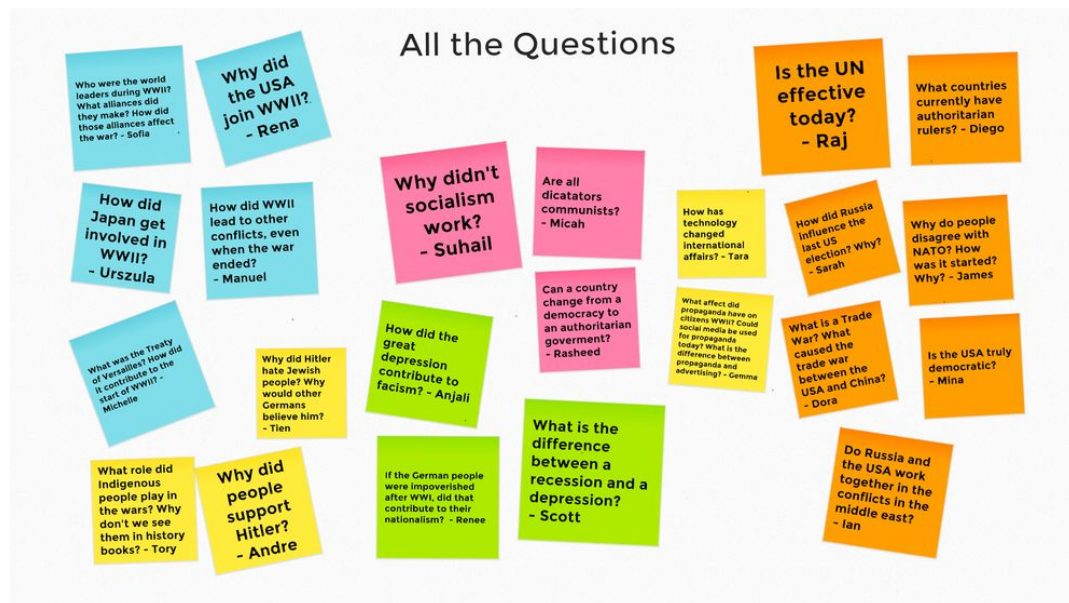 All the Questions
Who were the world
leaders during WWII?
What alliances did
they make? How did
those alliances affect
the war? - Sofia
Why did
the USA
join WWII?
- Rena
How did
Japan get
involved in
WWII?
- Urszula
How did WWII
lead to other
conflicts, even
when the war
ended?
- Manuel
What was the Treaty
of Versailles? How did
it contribute to the
start of WWII? -
Michelle
Why did Hitler
hate Jewish
people? Why
would other
Germans
believe him?
- Tien
What role did
Indigenous
people play in
the wars? Why
don't we see
them in history
books? - Tory
Why did
people
support
Hitler?
- Andre
Why didn't
socialism
work?
- Suhail
Are all
dicatators
communists?
- Micah
Can a country
change from a
democracy to
an authoritarian
goverment?
- Rasheed
How did the
great
depression
contribute to
facism? - Anjali
If the German people
were impoverished
after WWI, did that
contribute to their
nationalism? - Renee
What is the
difference
between a
recession and a
depression?
- Scott
How has
technology
changed
international
affairs? - Tara
What affect did
propaganda have on
citizens WWII? Could
social media be used
for propaganda
today? What is the
difference between
propaganda and
advertising? - Gemma
Is the UN
effective
today?
- Raj
What countries
currently have
authoritarian
rulers? - Diego
How did Russia
influence the
last US
election? Why?
- Sarah
Why do people
disagree with
NATO? How
was it started?
Why? - James
What is a Trade
War? What
caused the
trade war
between the
USA and China?
- Dora
Is the USA truly
democratic?
- Mina
Do Russia and
the USA work
together in the
conflicts in the
middle east?
- Ian